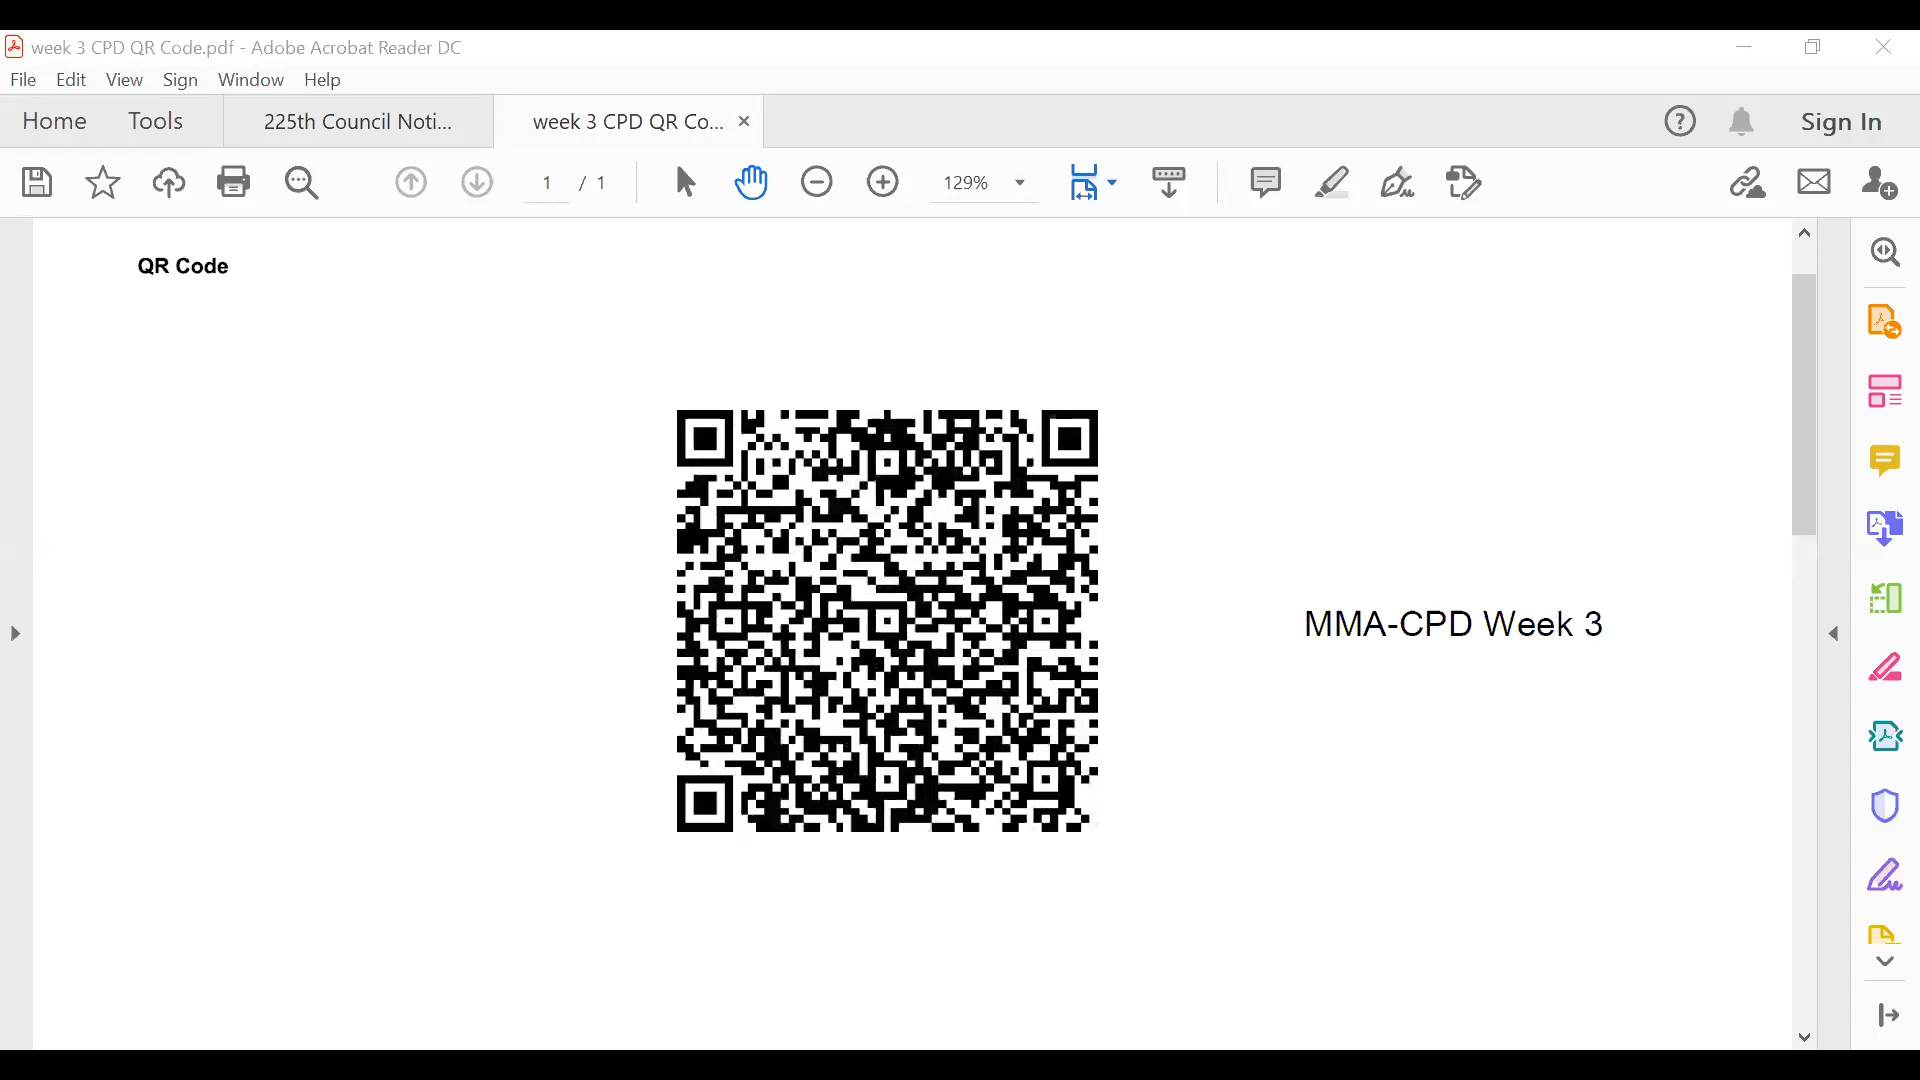 week 3 CPD QR Code.pdf - Adobe Acrobat Reader DC
File Edit View Sign Window Help
Home Tools 225th Council Noti... week 3 CPD QR Co... Sign In
1 / 1 129%
QR Code
MMA-CPD Week 3